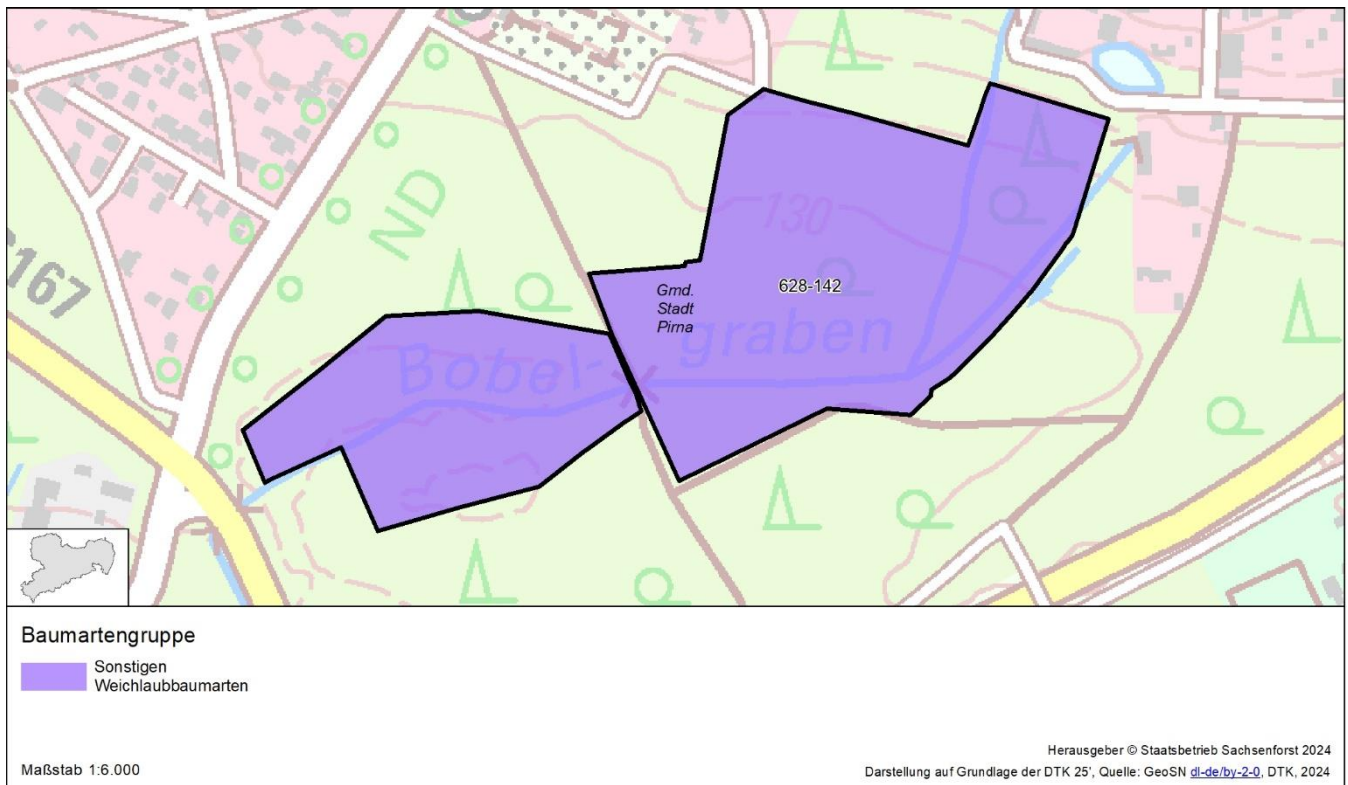 ND
130
167
628-142
Gmd.
Stadt
Pirna
Bobel-
graben
Baumartengruppe
Sonstigen
Weichlaubbaumarten
Maßstab 1:6.000
Herausgeber © Staatsbetrieb Sachsenforst 2024
Darstellung auf Grundlage der DTK 25', Quelle: GeoSN dl-de/by-2-0, DTK, 2024